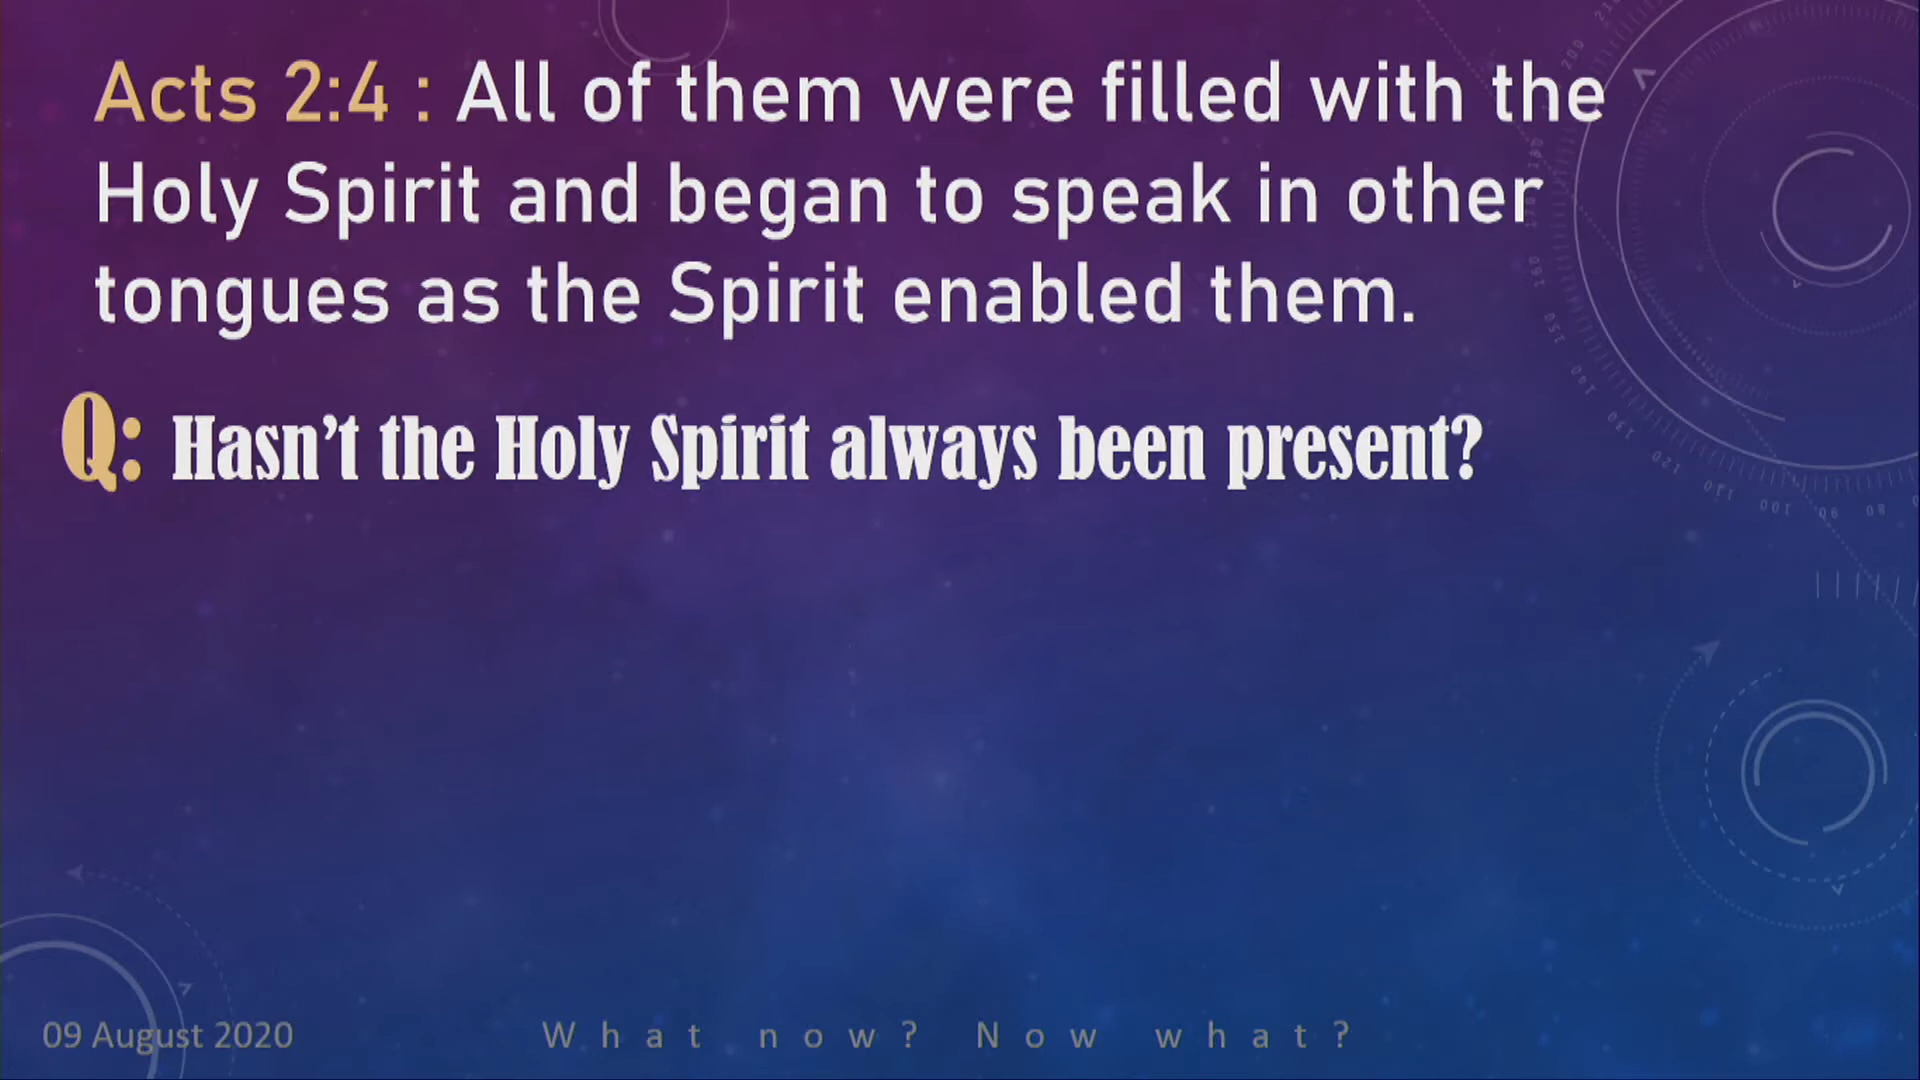 Acts 2:4 : All of them were filled with the
Holy Spirit and began to speak in other
tongues as the Spirit enabled them.
Q: Hasn’t the Holy Spirit always been present?
09 August 2020
What now? Now what?